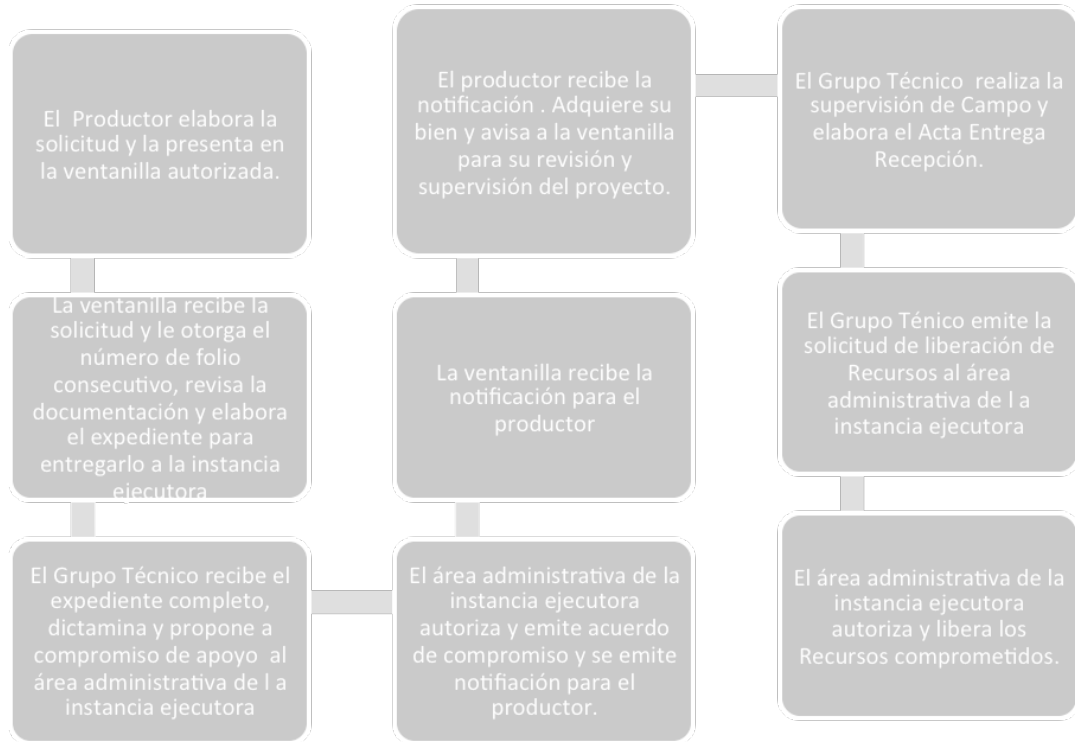 El Productor elabora la
solicitud y la presenta en
la ventanilla autorizada.
La ventanilla recibe la
solicitud y le otorga el
número de folio
consecutivo, revisa la
documentación y elabora
el expediente para
entregarlo a la instancia
ejecutora
El Grupo Técnico recibe el
expediente completo,
dictamina y propone a
compromiso de apoyo al
área administrativa de l a
instancia ejecutora
El área administrativa de la
instancia ejecutora
autoriza y emite acuerdo
de compromiso y se emite
notifiación para el
productor.
La ventanilla recibe la
notificación para el
productor
El productor recibe la
notificación . Adquiere su
bien y avisa a la ventanilla
para su revisión y
supervisión del proyecto.
El Grupo Técnico realiza la
supervisión de Campo y
elabora el Acta Entrega
Recepción.
El Grupo Ténico emite la
solicitud de liberación de
Recursos al área
administrativa de l a
instancia ejecutora
El área administrativa de la
instancia ejecutora
autoriza y libera los
Recursos comprometidos.